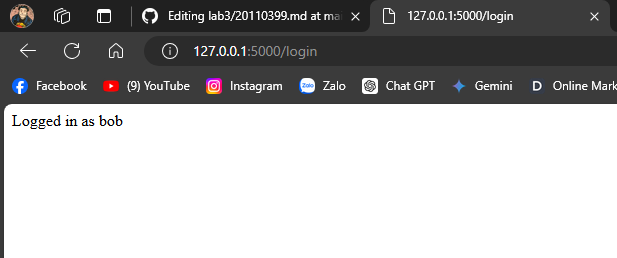 Editing lab3/20110399.md at mai
127.0.0.1:5000/login
127.0.0.1:5000/login
Facebook (9) YouTube Instagram Zalo Chat GPT Gemini Online Mark
Logged in as bob